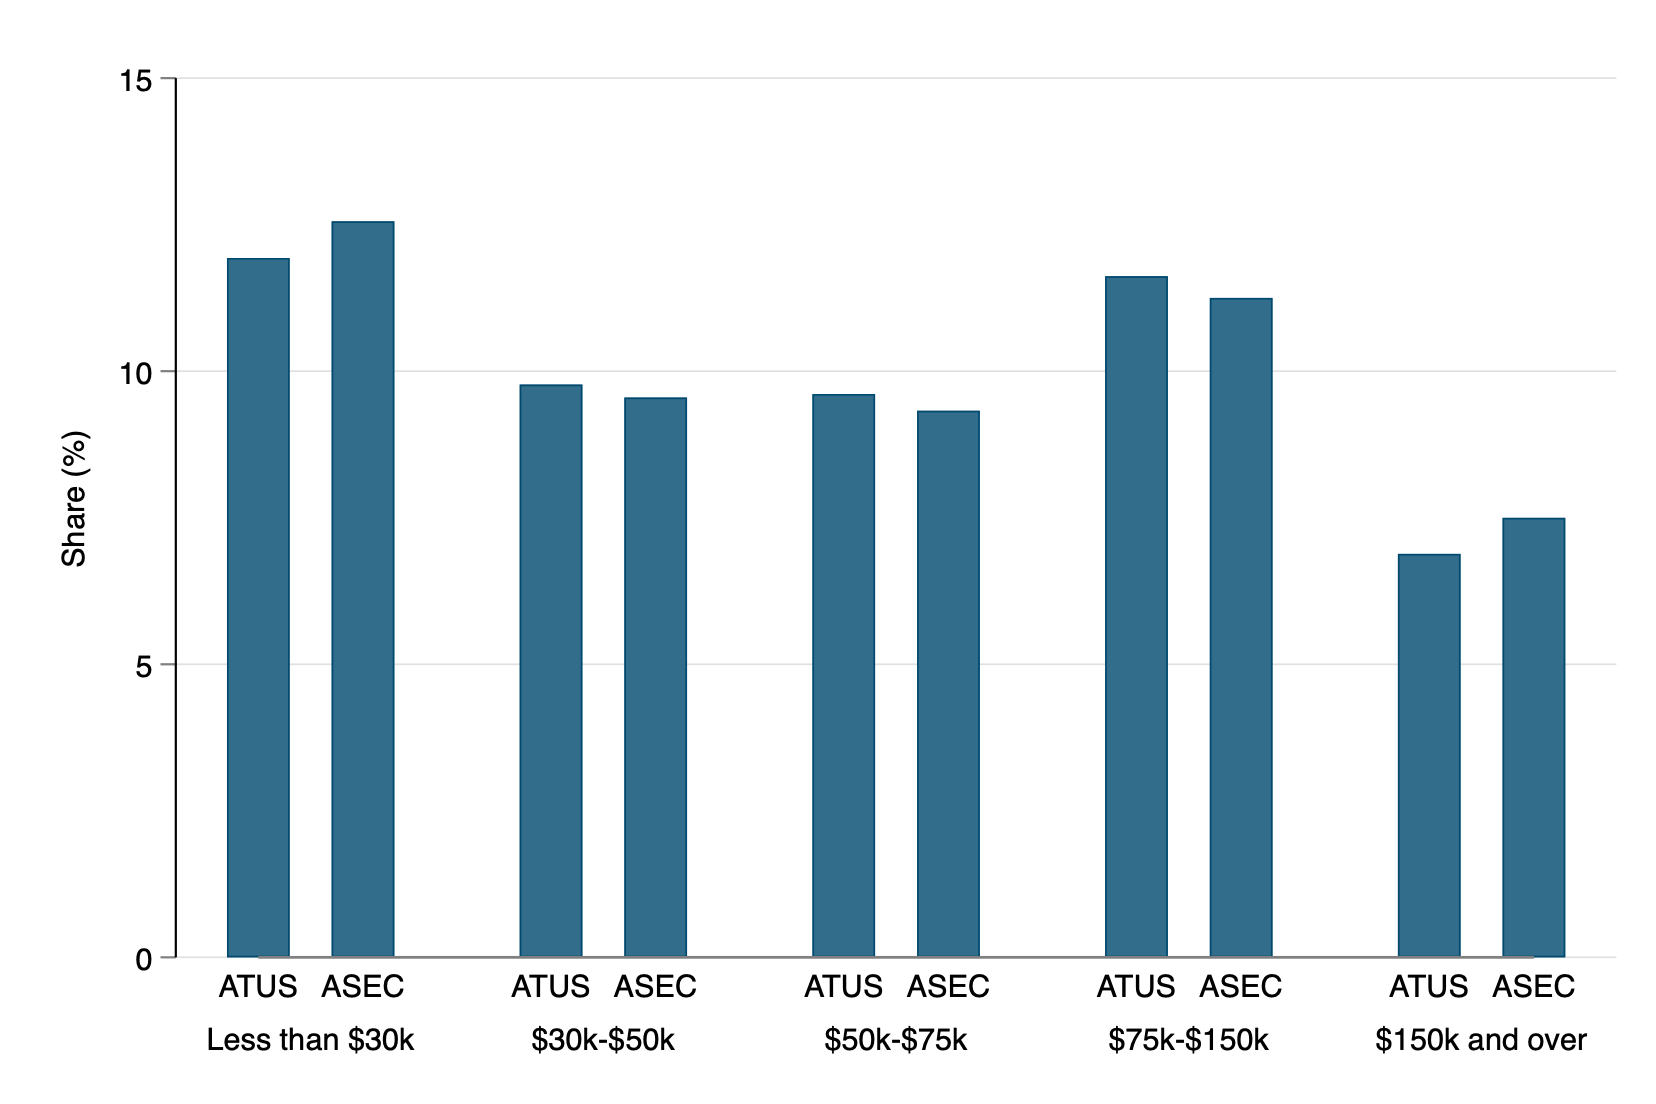 15
10
5
0
Share (%)
ATUS ASEC ATUS ASEC ATUS ASEC ATUS ASEC ATUS ASEC
Less than $30k $30k-$50k $50k-$75k $75k-$150k $150k and over